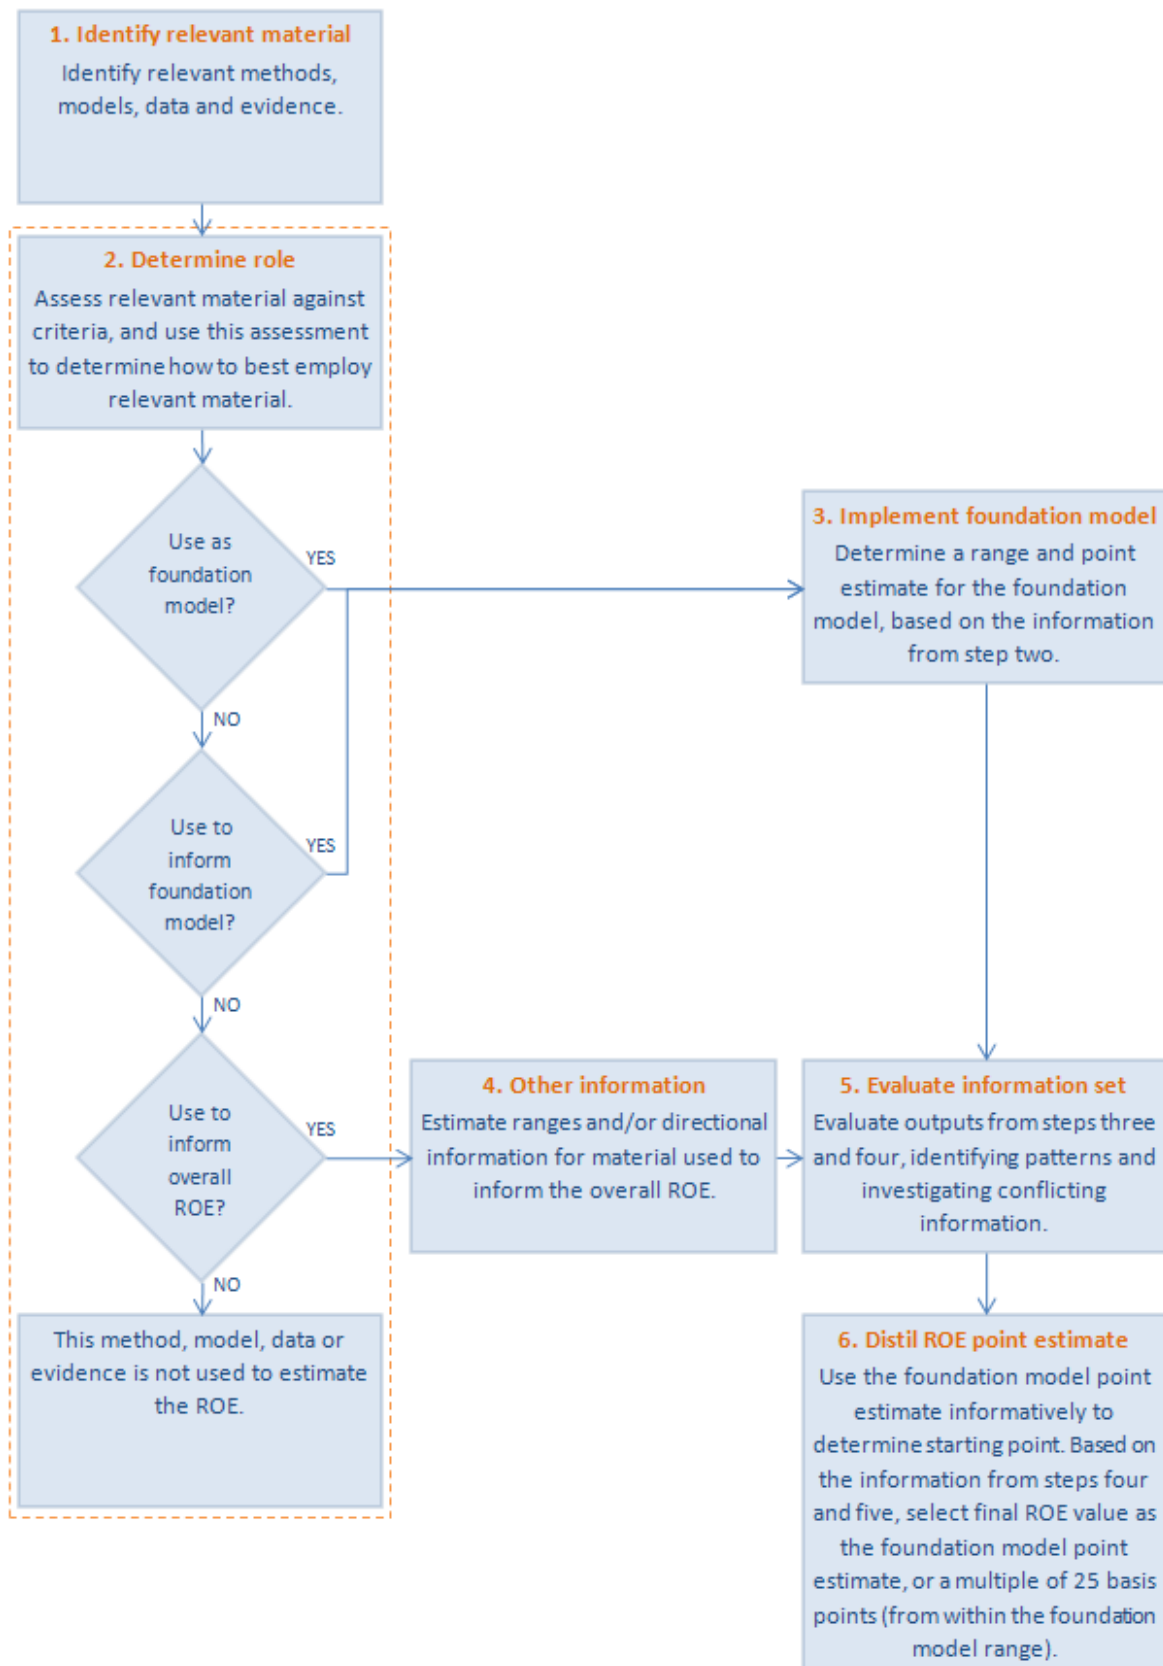 1. Identify relevant material
Identify relevant methods,
models, data and evidence.
2. Determine role
Assess relevant material against
criteria, and use this assessment
to determine how to best employ
relevant material.
Use as
foundation
model?
YES
NO
3. Implement foundation model
Determine a range and point
estimate for the foundation
model, based on the information
from step two.
Use to
inform
foundation
model?
YES
NO
Use to
inform
overall
ROE?
YES
NO
4. Other information
Estimate ranges and/or directional
information for material used to
inform the overall ROE.
5. Evaluate information set
Evaluate outputs from steps three
and four, identifying patterns and
investigating conflicting
information.
This method, model, data or
evidence is not used to estimate
the ROE.
6. Distil ROE point estimate
Use the foundation model point
estimate informatively to
determine starting point. Based on
the information from steps four
and five, select final ROE value as
the foundation model point
estimate, or a multiple of 25 basis
points (from within the foundation
model range).